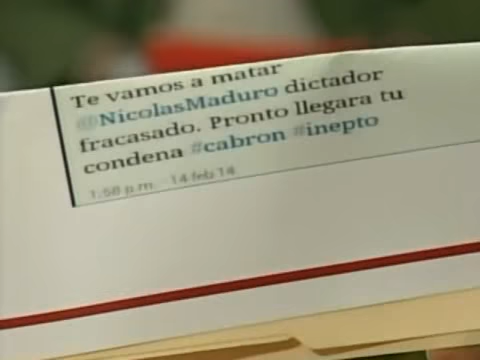 Te vamos a matar
@NicolasMaduro dictador
fracasado. Pronto llegara tu
condena #cabron #inepto
1:58 p.m. 14 feb 14